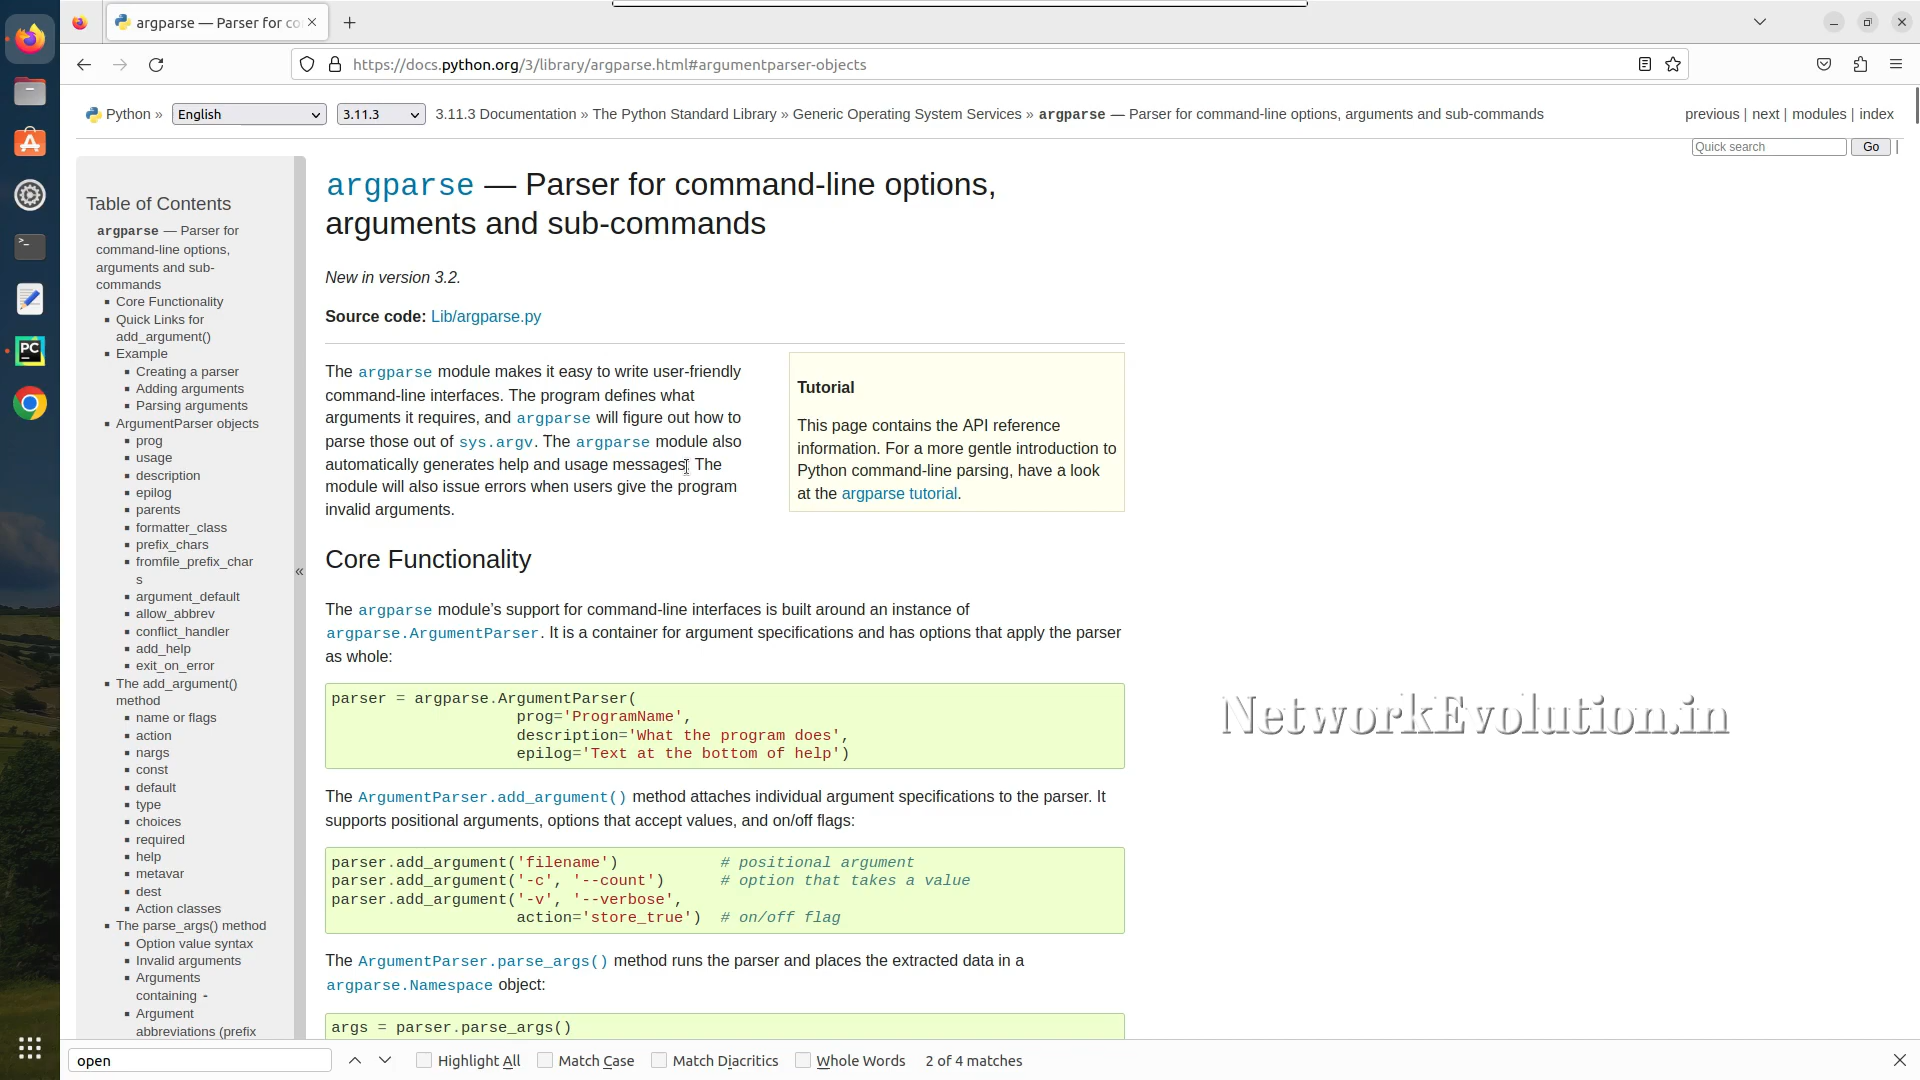 argparse — Parser for co
https://docs.python.org/3/library/argparse.html#argumentparser-objects
Python » English 3.11.3 3.11.3 Documentation » The Python Standard Library » Generic Operating System Services » argparse — Parser for command-line options, arguments and sub-commands
previous | next | modules | index
Quick search Go |
Table of Contents
argparse — Parser for
command-line options,
arguments and sub-
commands
Core Functionality
Quick Links for
add_argument()
Example
Creating a parser
Adding arguments
Parsing arguments
ArgumentParser objects
prog
usage
description
epilog
parents
formatter_class
prefix_chars
fromfile_prefix_char
s
argument_default
allow_abbrev
conflict_handler
add_help
exit_on_error
The add_argument()
method
name or flags
action
nargs
const
default
type
choices
required
help
metavar
dest
Action classes
The parse_args() method
Option value syntax
Invalid arguments
Arguments
containing -
Argument
abbreviations (prefix
«
argparse — Parser for command-line options,
arguments and sub-commands
New in version 3.2.
Source code: Lib/argparse.py
The argparse module makes it easy to write user-friendly
command-line interfaces. The program defines what
arguments it requires, and argparse will figure out how to
parse those out of sys.argv. The argparse module also
automatically generates help and usage messages. The
module will also issue errors when users give the program
invalid arguments.
Tutorial
This page contains the API reference
information. For a more gentle introduction to
Python command-line parsing, have a look
at the argparse tutorial.
Core Functionality
The argparse module’s support for command-line interfaces is built around an instance of
argparse.ArgumentParser. It is a container for argument specifications and has options that apply the parser
as whole:
parser = argparse.ArgumentParser(
prog='ProgramName',
description='What the program does',
epilog='Text at the bottom of help')
The ArgumentParser.add_argument() method attaches individual argument specifications to the parser. It
supports positional arguments, options that accept values, and on/off flags:
parser.add_argument('filename') # positional argument
parser.add_argument('-c', '--count') # option that takes a value
parser.add_argument('-v', '--verbose',
action='store_true') # on/off flag
The ArgumentParser.parse_args() method runs the parser and places the extracted data in a
argparse.Namespace object:
args = parser.parse_args()
NetworkEvolution.in
open Highlight All Match Case Match Diacritics Whole Words 2 of 4 matches
PC